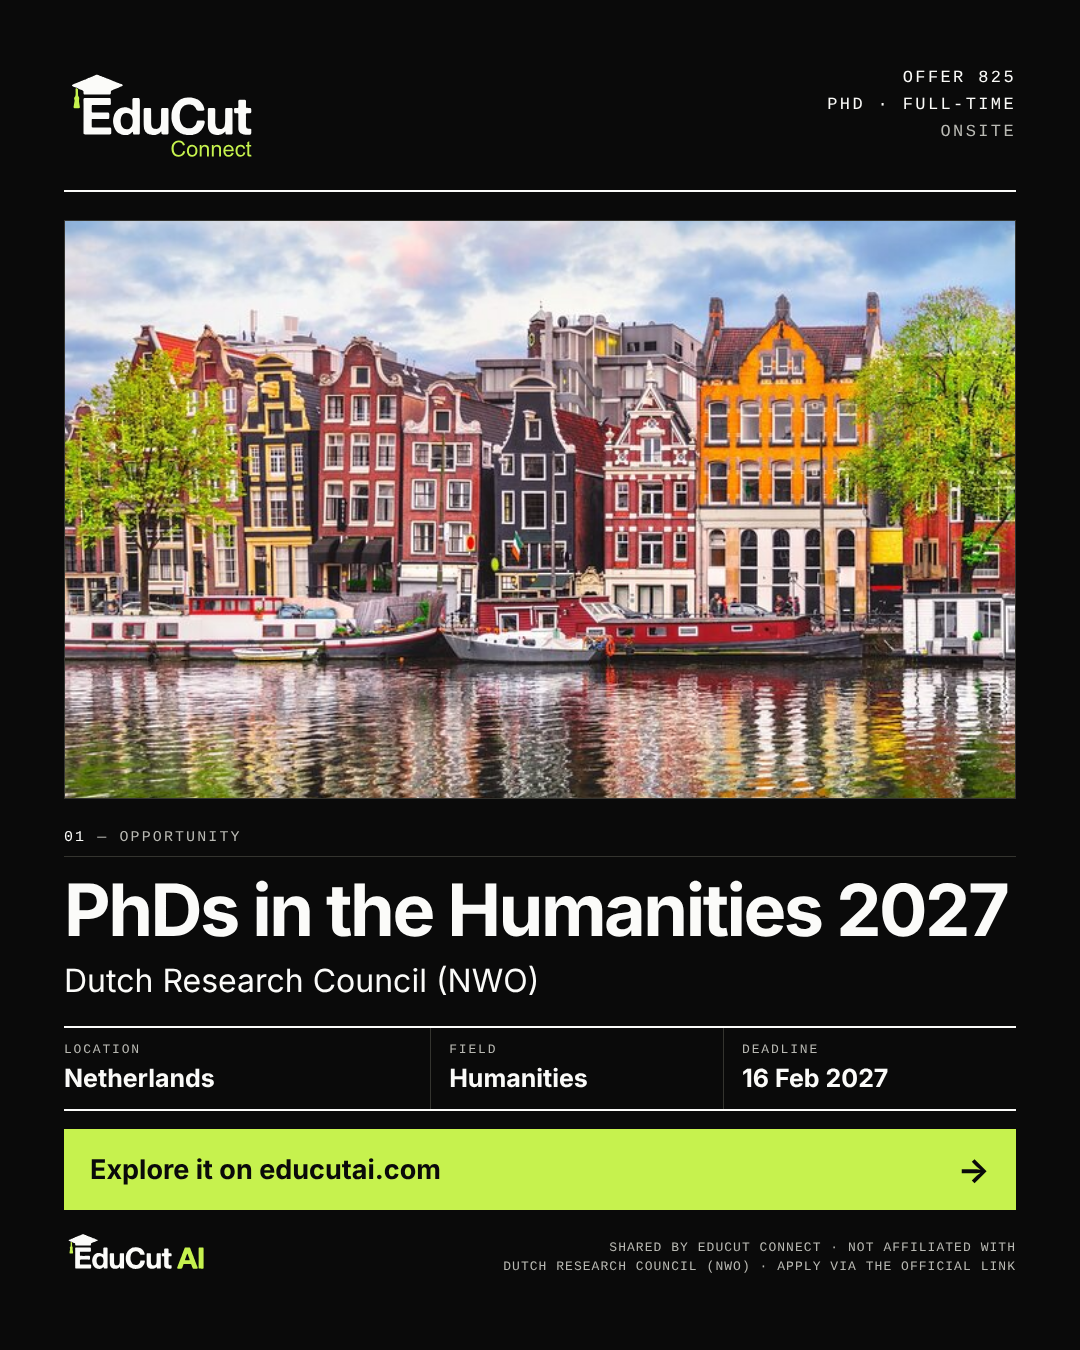 EduCut
Connect
OFFER 825
PHD · FULL-TIME
ONSITE
01 — OPPORTUNITY
PhDs in the Humanities 2027
Dutch Research Council (NWO)
LOCATION
Netherlands
FIELD
Humanities
DEADLINE
16 Feb 2027
Explore it on educutai.com →
EduCut AI
SHARED BY EDUCUT CONNECT · NOT AFFILIATED WITH
DUTCH RESEARCH COUNCIL (NWO) · APPLY VIA THE OFFICIAL LINK